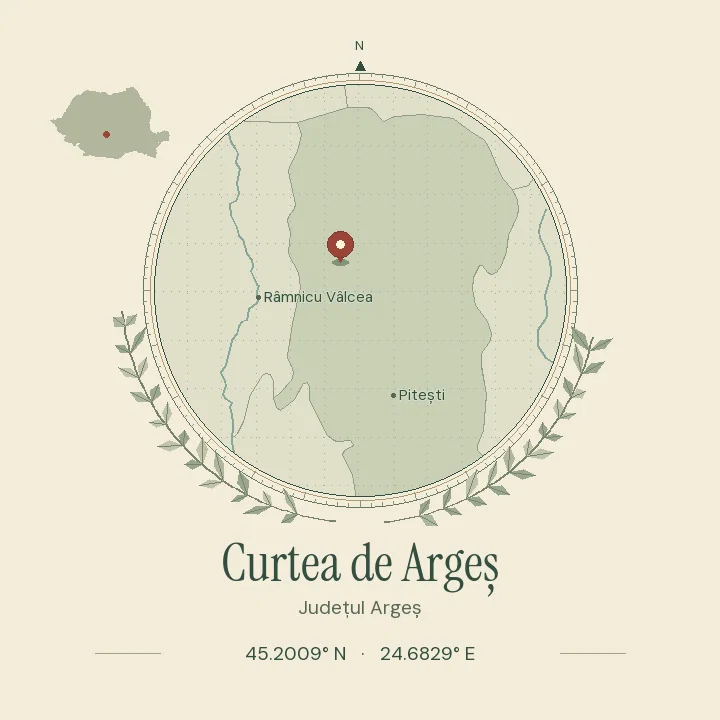 N
Râmnicu Vâlcea
Pitești
Curtea de Argeș
Județul Argeș
45.2009° N · 24.6829° E